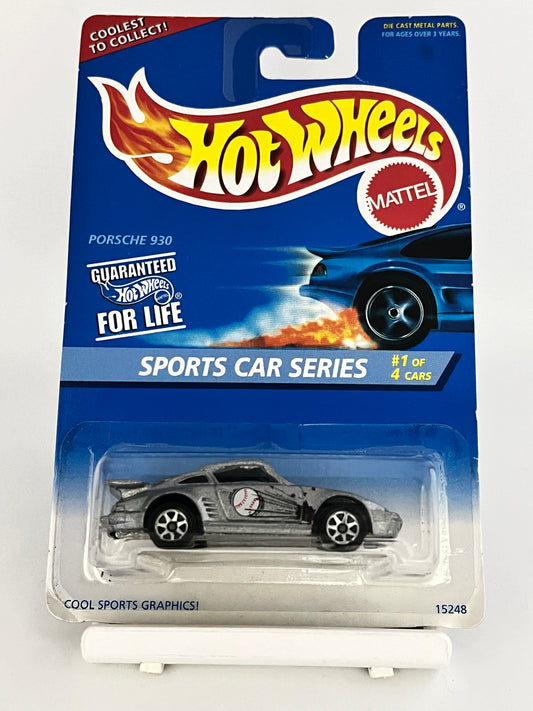 COOLEST
TO COLLECT!
DIE CAST METAL PARTS.
FOR AGES OVER 3 YEARS.
HOT WHEELS
MATTEL
®
PORSCHE 930
GUARANTEED
HOT WHEELS
®
FOR LIFE
SPORTS CAR SERIES
#1 OF
4 CARS
COOL SPORTS GRAPHICS!
15248